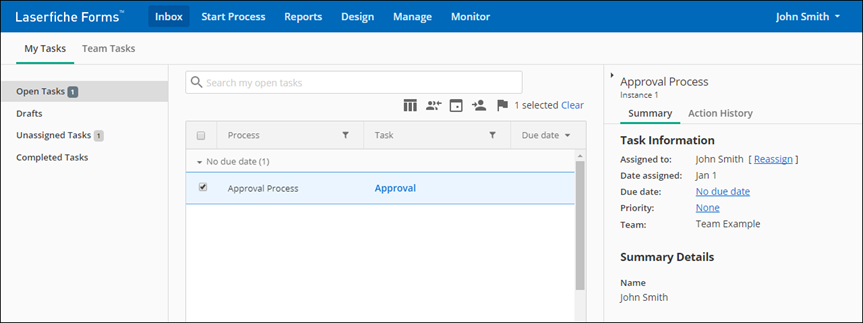 Laserfiche Forms™ Inbox Start Process Reports Design Manage Monitor John Smith
My Tasks Team Tasks
Open Tasks 1
Drafts
Unassigned Tasks 1
Completed Tasks
Search my open tasks
1 selected Clear
Process Task Due date
No due date (1)
Approval Process Approval
Approval Process
Instance 1
Summary Action History
Task Information
Assigned to: John Smith [ Reassign ]
Date assigned: Jan 1
Due date: No due date
Priority: None
Team: Team Example
Summary Details
Name
John Smith